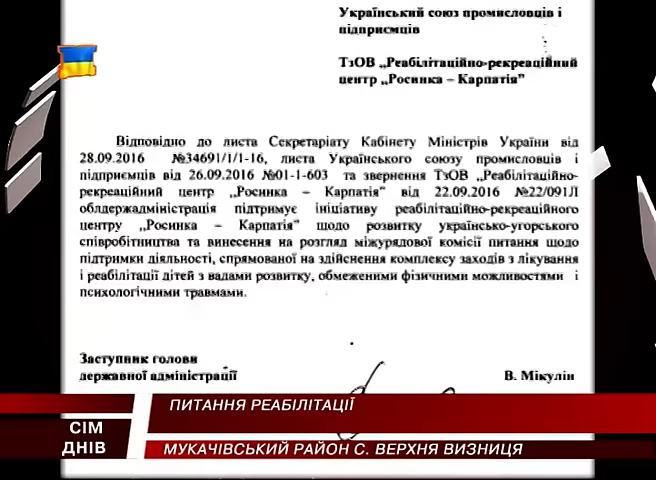 Український союз промисловців і
підприємців
ТзОВ „Реабілітаційно-рекреаційний
центр „Росинка – Карпатія”
Відповідно до листа Секретаріату Кабінету Міністрів України від
28.09.2016 №34691/1/1-16, листа Українського союзу промисловців і
підприємців від 26.09.2016 №01-1-603 та звернення ТзОВ „Реабілітаційно-
рекреаційний центр „Росинка – Карпатія” від 22.09.2016 №22/091Л
облдержадміністрація підтримує ініціативу реабілітаційно-рекреаційного
центру „Росинка – Карпатія” щодо розвитку українсько-угорського
співробітництва та винесення на розгляд міжурядової комісії питання щодо
підтримки діяльності, спрямованої на здійснення комплексу заходів з лікування
і реабілітації дітей з вадами розвитку, обмеженими фізичними можливостями і
психологічними травмами.
Заступник голови
державної адміністрації
В. Мікулін
ПИТАННЯ РЕАБІЛІТАЦІЇ
СІМ
ДНІВ
МУКАЧІВСЬКИЙ РАЙОН С. ВЕРХНЯ ВИЗНИЦЯ